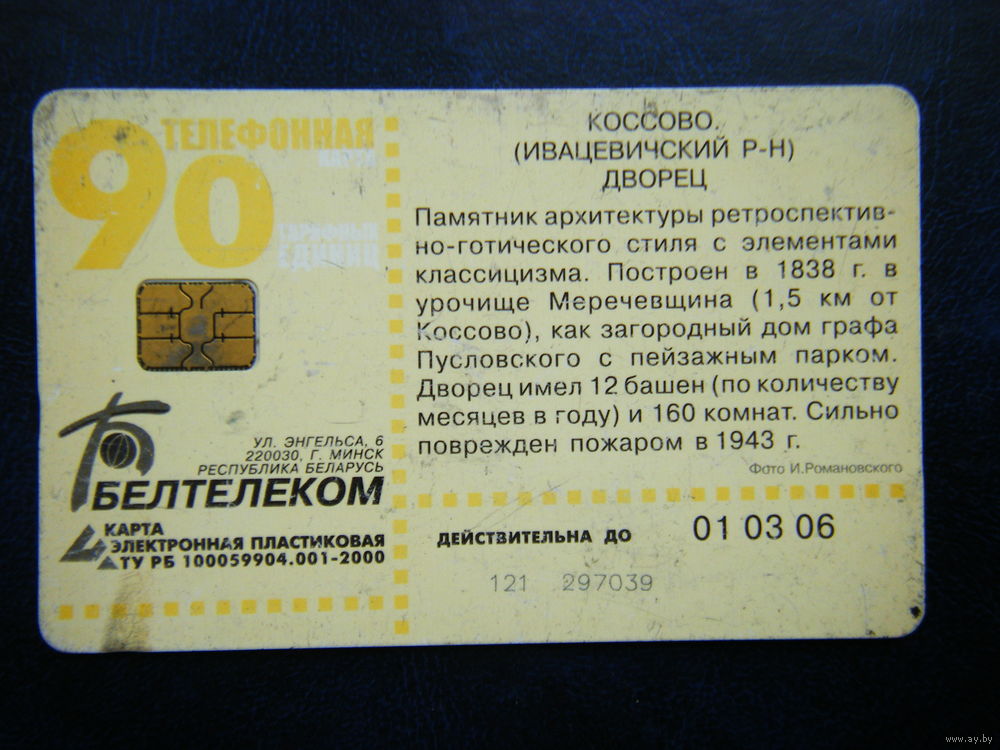 90
ТЕЛЕФОННАЯ
УЛ. ЭНГЕЛЬСА, 6
220030, Г. МИНСК
РЕСПУБЛИКА БЕЛАРУСЬ
БЕЛТЕЛЕКОМ
КАРТА
ЭЛЕКТРОННАЯ ПЛАСТИКОВАЯ
ТУ РБ 100059904.001-2000
КОССОВО.
(ИВАЦЕВИЧСКИЙ Р-Н)
ДВОРЕЦ
Памятник архитектуры ретроспектив-
но-готического стиля с элементами
классицизма. Построен в 1838 г. в
урочище Меречевщина (1,5 км от
Коссово), как загородный дом графа
Пусловского с пейзажным парком.
Дворец имел 12 башен (по количеству
месяцев в году) и 160 комнат. Сильно
поврежден пожаром в 1943 г.
Фото И.Романовского
ДЕЙСТВИТЕЛЬНА ДО 01 03 06
121 297039
www.ay.by